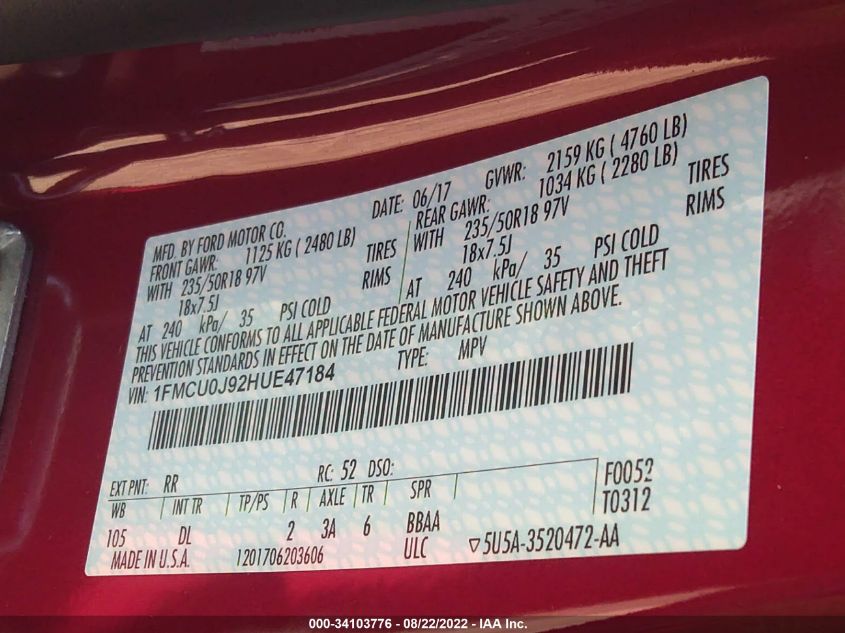 MFD. BY FORD MOTOR CO.
DATE: 06/17 GVWR: 2159 KG ( 4760 LB)
FRONT GAWR: 1125 KG ( 2480 LB)
REAR GAWR: 1034 KG ( 2280 LB)
WITH 235/50R18 97V TIRES
WITH 235/50R18 97V TIRES
18x7.5J RIMS
18x7.5J RIMS
AT 240 kPa/ 35 PSI COLD
AT 240 kPa/ 35 PSI COLD
THIS VEHICLE CONFORMS TO ALL APPLICABLE FEDERAL MOTOR VEHICLE SAFETY AND THEFT
PREVENTION STANDARDS IN EFFECT ON THE DATE OF MANUFACTURE SHOWN ABOVE.
VIN: 1FMCU0J92HUE47184 TYPE: MPV
EXT PNT: RR RC: 52 DSO: F0052
WB INT TR TP/PS R AXLE TR SPR T0312
105 DL 2 3A 6 BBAA
MADE IN U.S.A. 1201706203606 ULC ▽5U5A-3520472-AA
000-34103776 - 08/22/2022 - IAA Inc.